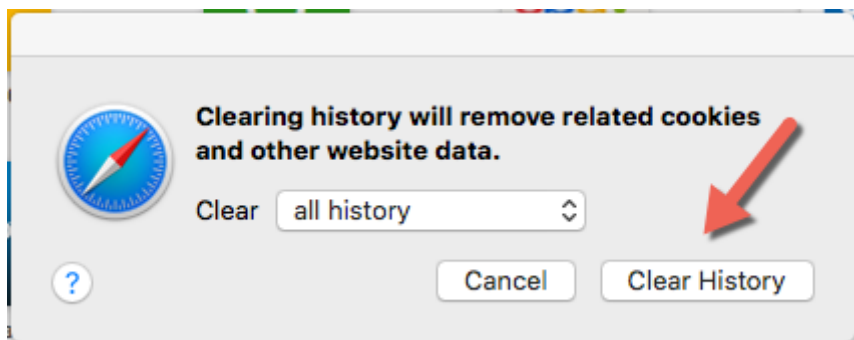 Clearing history will remove related cookies
and other website data.
Clear all history
? Cancel Clear History